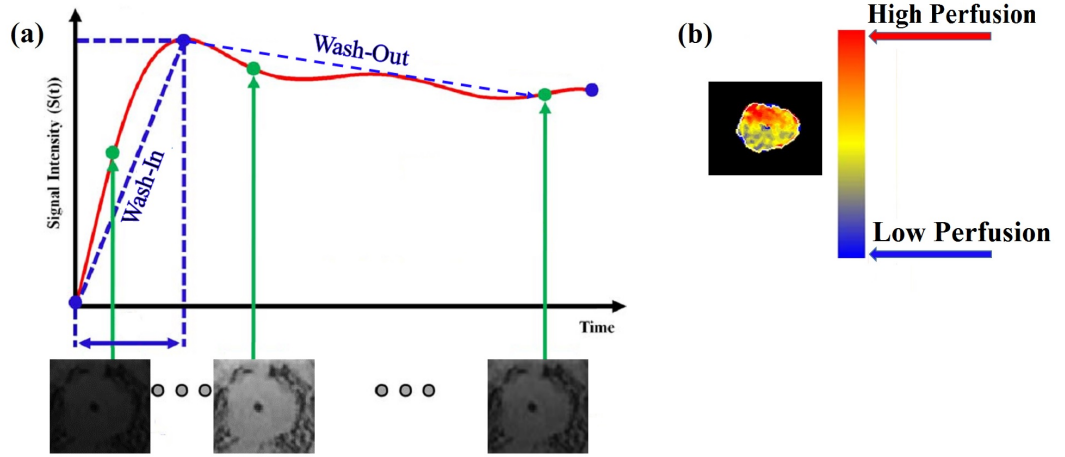 (a)
Signal Intensity (S(t))
Wash-In
Wash-Out
Time
(b)
High Perfusion
Low Perfusion